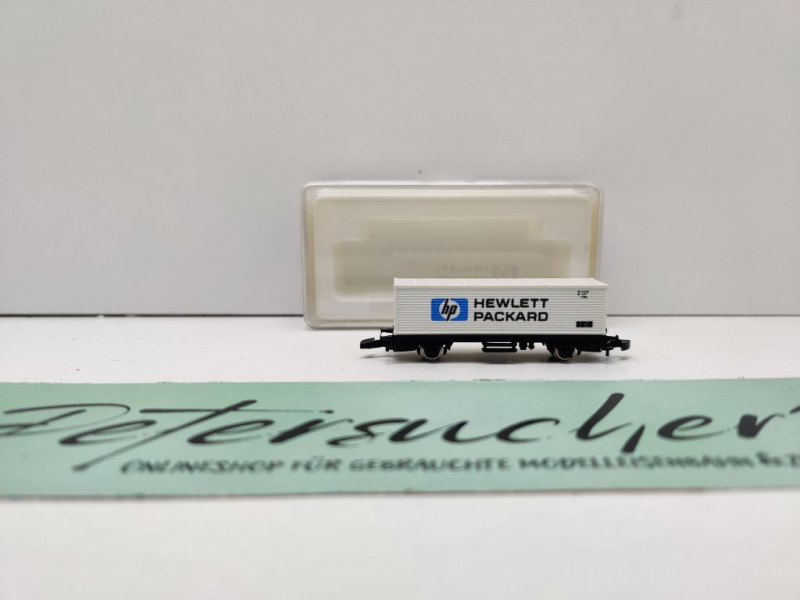 hp HEWLETT
PACKARD
Petersucher
ONLINESHOP FÜR GEBRAUCHTE MODELLEISENBAHN